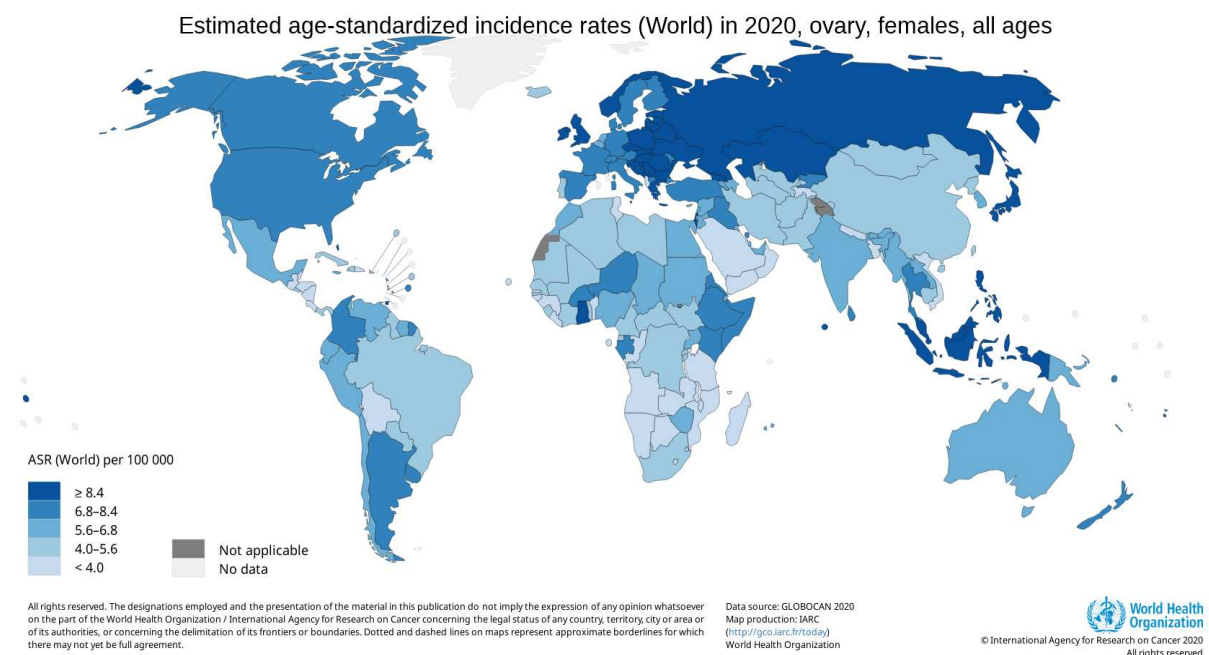 Estimated age-standardized incidence rates (World) in 2020, ovary, females, all ages
ASR (World) per 100 000
≥ 8.4
6.8–8.4
5.6–6.8
4.0–5.6
< 4.0
Not applicable
No data
All rights reserved. The designations employed and the presentation of the material in this publication do not imply the expression of any opinion whatsoever
on the part of the World Health Organization / International Agency for Research on Cancer concerning the legal status of any country, territory, city or area or
of its authorities, or concerning the delimitation of its frontiers or boundaries. Dotted and dashed lines on maps represent approximate borderlines for which
there may not yet be full agreement.
Data source: GLOBOCAN 2020
Map production: IARC
(http://gco.iarc.fr/today)
World Health Organization
World Health
Organization
© International Agency for Research on Cancer 2020
All rights reserved